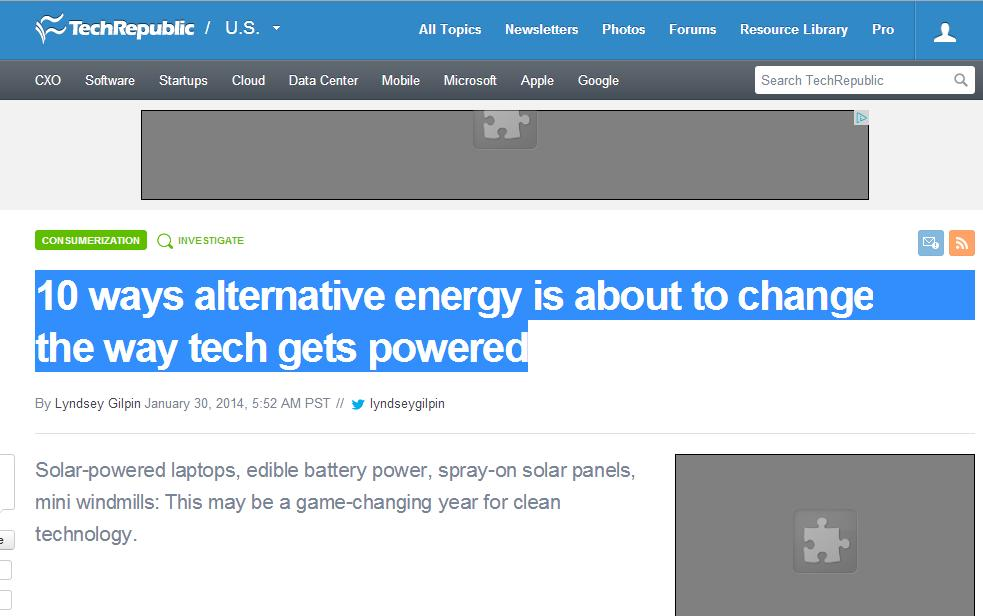 TechRepublic / U.S.
All Topics Newsletters Photos Forums Resource Library Pro
CXO Software Startups Cloud Data Center Mobile Microsoft Apple Google Search TechRepublic
CONSUMERIZATION INVESTIGATE
10 ways alternative energy is about to change
the way tech gets powered
By Lyndsey Gilpin January 30, 2014, 5:52 AM PST // lyndseygilpin
Solar-powered laptops, edible battery power, spray-on solar panels,
mini windmills: This may be a game-changing year for clean
technology.
e